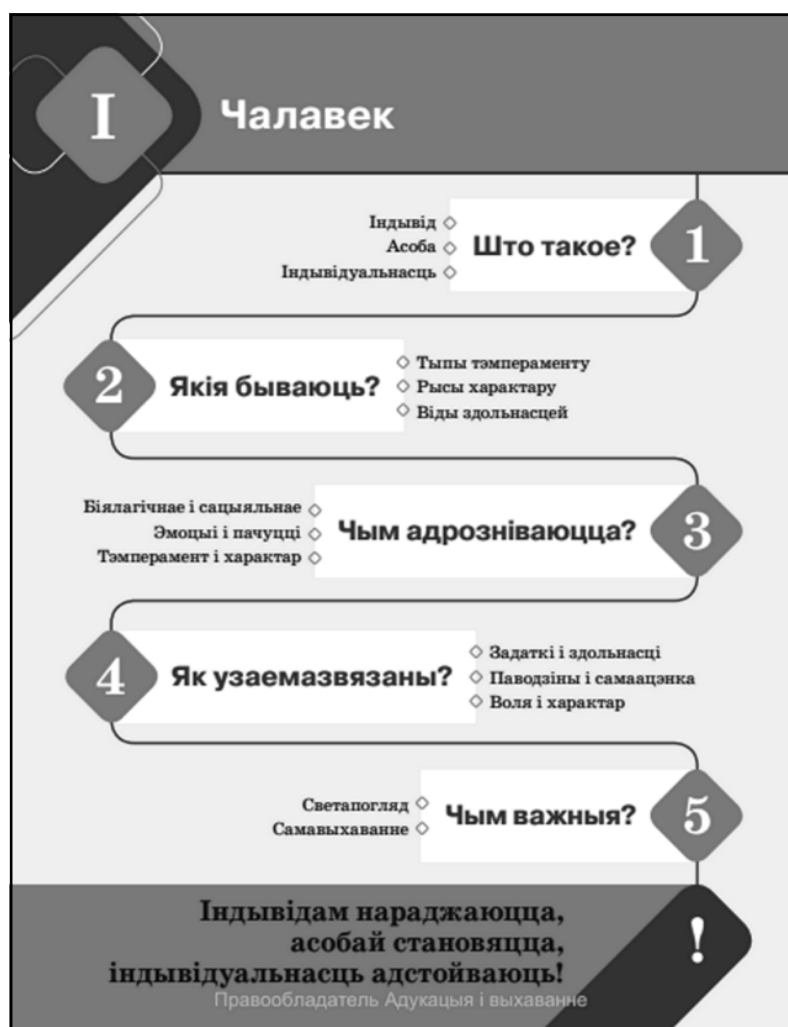 I
Чалавек
Індывід
Асоба
Індывідуальнасць
Што такое?
1
2
Якія бываюць?
Тыпы тэмпераменту
Рысы характару
Віды здольнасцей
Біялагічнае і сацыяльнае
Эмоцыі і пачуцці
Тэмперамент і характар
Чым адрозніваюцца?
3
4
Як узаемазвязаны?
Задаткі і здольнасці
Паводзіны і самаацэнка
Воля і характар
Светапогляд
Самавыхаванне
Чым важныя?
5
Індывідам нараджаюцца,
асобай становяцца,
індывідуальнасць адстойваюць!
!
Правообладатель Адукацыя і выхаванне